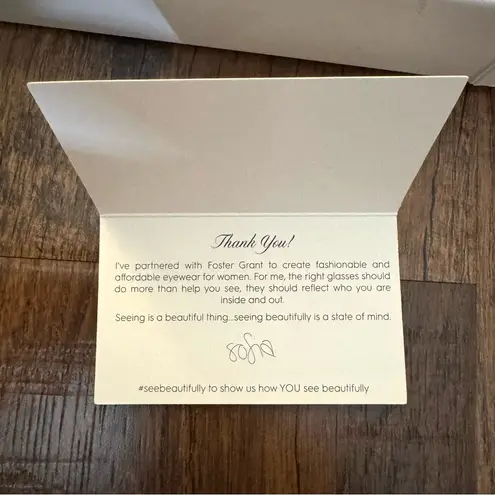 Thank You!
I've partnered with Foster Grant to create fashionable and
affordable eyewear for women. For me, the right glasses should
do more than help you see, they should reflect who you are
inside and out.
Seeing is a beautiful thing...seeing beautifully is a state of mind.
sofia
#seebeautifully to show us how YOU see beautifully